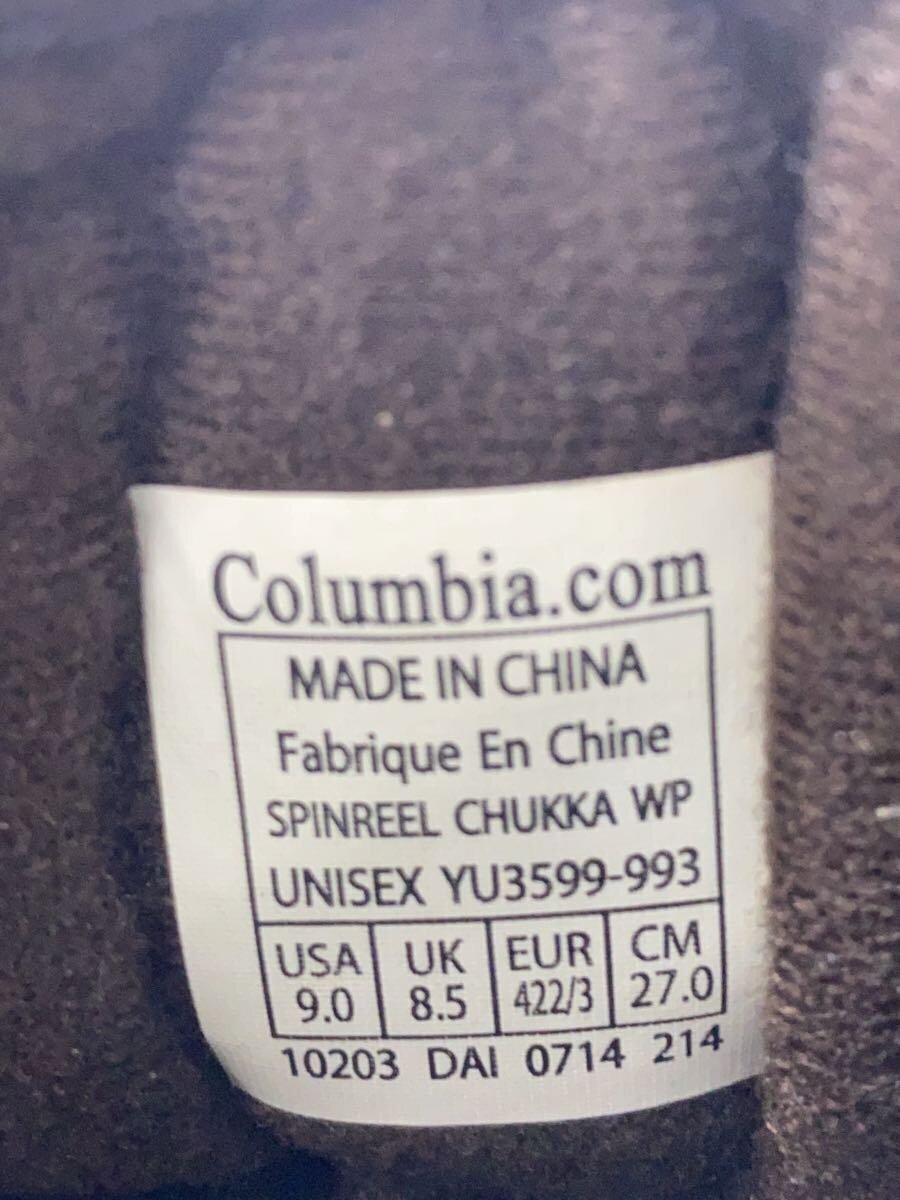 Columbia.com
MADE IN CHINA
Fabrique En Chine
SPINREEL CHUKKA WP
UNISEX YU3599-993
USA UK EUR CM
9.0 8.5 422/3 27.0
10203 DAI 0714 214